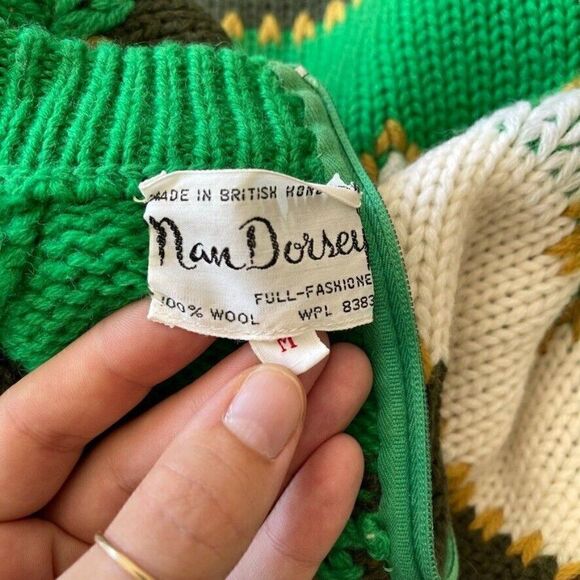 MADE IN BRITISH HONG
Nan Dorsey
FULL-FASHIONE
100% WOOL WPL 8383
M